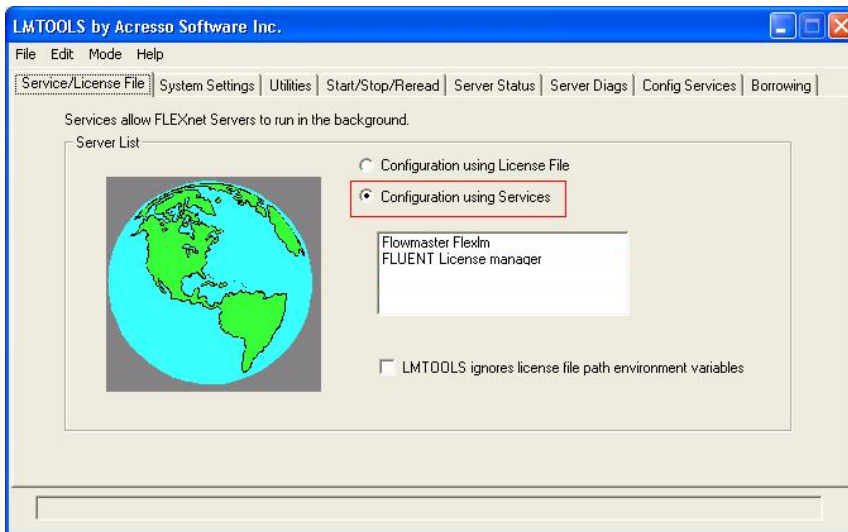 LMTOOLS by Acresso Software Inc.
File Edit Mode Help
Service/License File System Settings Utilities Start/Stop/Reread Server Status Server Diags Config Services Borrowing
Services allow FLEXnet Servers to run in the background.
Server List
Configuration using License File
Configuration using Services
Flowmaster Flexlm
FLUENT License manager
LMTOOLS ignores license file path environment variables